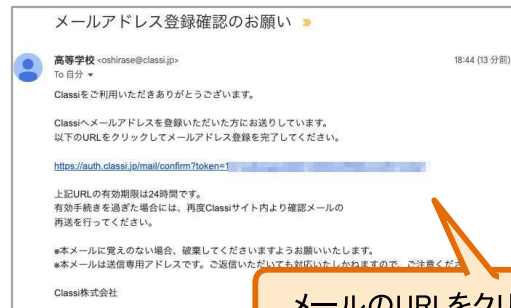 メールアドレス登録確認のお願い
高等学校 <oshirase@classi.jp>
18:44 (13 分前)
To 自分
Classiをご利用いただきありがとうございます。
Classiへメールアドレスを登録いただいた方にお送りしています。
以下のURLをクリックしてメールアドレス登録を完了してください。
https://auth.classi.jp/mail/confirm?token=1
上記URLの有効期限は24時間です。
有効手続きを過ぎた場合には、再度Classiサイト内より確認メールの
再送を行ってください。
※本メールに覚えのない場合、破棄してくださいますようお願いいたします。
※本メールは送信専用アドレスです。ご返信いただいても対応いたしかねますので、ご注意くださ
Classi株式会社
メールのURLをクリ